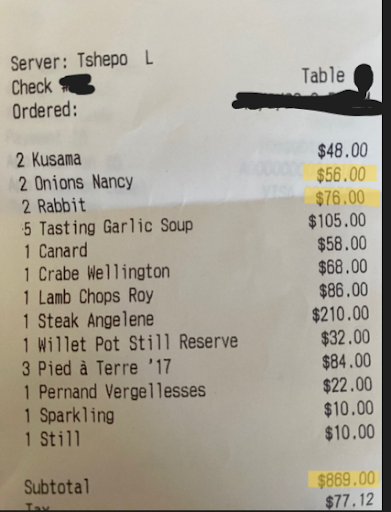 Server: Tshepo L
Check
Table
Ordered:
2 Kusama $48.00
2 Onions Nancy $56.00
2 Rabbit $76.00
5 Tasting Garlic Soup $105.00
1 Canard $58.00
1 Crabe Wellington $68.00
1 Lamb Chops Roy $86.00
1 Steak Angelene $210.00
1 Willet Pot Still Reserve $32.00
3 Pied à Terre '17 $84.00
1 Pernand Vergellesses $22.00
1 Sparkling $10.00
1 Still $10.00
Subtotal $869.00
Tax $77.12